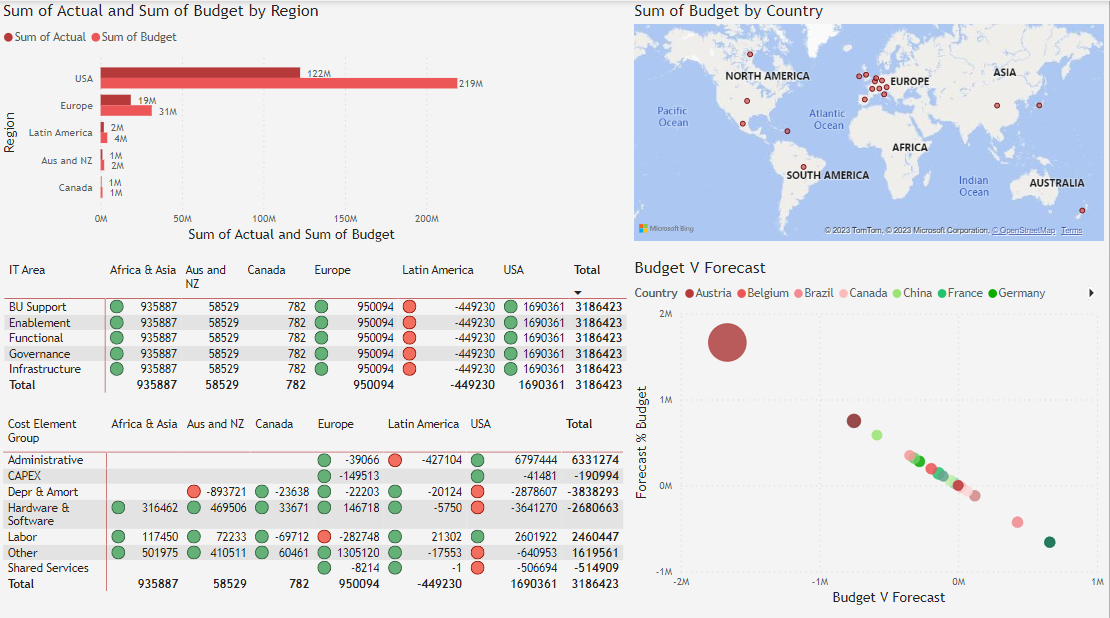 Sum of Actual and Sum of Budget by Region
Sum of Actual Sum of Budget
Region
USA 122M 219M
Europe 19M 31M
Latin America 2M 4M
Aus and NZ 1M 2M
Canada 1M 1M
0M 50M 100M 150M 200M
Sum of Actual and Sum of Budget
Sum of Budget by Country
NORTH AMERICA
EUROPE
ASIA
Pacific
Ocean
Atlantic
Ocean
AFRICA
SOUTH AMERICA
Indian
Ocean
AUSTRALIA
Microsoft Bing
© 2023 TomTom, © 2023 Microsoft Corporation, © OpenStreetMap Terms
IT Area Africa & Asia Aus and NZ Canada Europe Latin America USA Total
BU Support 935887 58529 782 950094 -449230 1690361 3186423
Enablement 935887 58529 782 950094 -449230 1690361 3186423
Functional 935887 58529 782 950094 -449230 1690361 3186423
Governance 935887 58529 782 950094 -449230 1690361 3186423
Infrastructure 935887 58529 782 950094 -449230 1690361 3186423
Total 935887 58529 782 950094 -449230 1690361 3186423
Cost Element Group Africa & Asia Aus and NZ Canada Europe Latin America USA Total
Administrative -39066 -427104 6797444 6331274
CAPEX -149513 -41481 -190994
Depr & Amort -893721 -23638 -22203 -20124 -2878607 -3838293
Hardware & Software 316462 469506 33671 146718 -5750 -3641270 -2680663
Labor 117450 72233 -69712 -282748 21302 2601922 2460447
Other 501975 410511 60461 1305120 -17553 -640953 1619561
Shared Services -8214 -1 -506694 -514909
Total 935887 58529 782 950094 -449230 1690361 3186423
Budget V Forecast
Country Austria Belgium Brazil Canada China France Germany
Forecast % Budget
2M
1M
0M
-1M
-2M -1M 0M 1M
Budget V Forecast